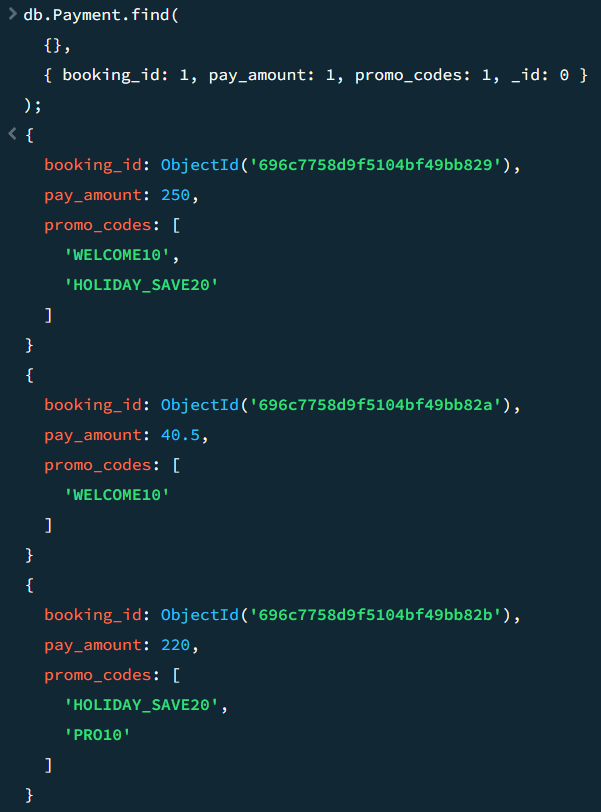 db.Payment.find(
{},
{ booking_id: 1, pay_amount: 1, promo_codes: 1, _id: 0 }
);
{
booking_id: ObjectId('696c7758d9f5104bf49bb829'),
pay_amount: 250,
promo_codes: [
'WELCOME10',
'HOLIDAY_SAVE20'
]
}
{
booking_id: ObjectId('696c7758d9f5104bf49bb82a'),
pay_amount: 40.5,
promo_codes: [
'WELCOME10'
]
}
{
booking_id: ObjectId('696c7758d9f5104bf49bb82b'),
pay_amount: 220,
promo_codes: [
'HOLIDAY_SAVE20',
'PRO10'
]
}